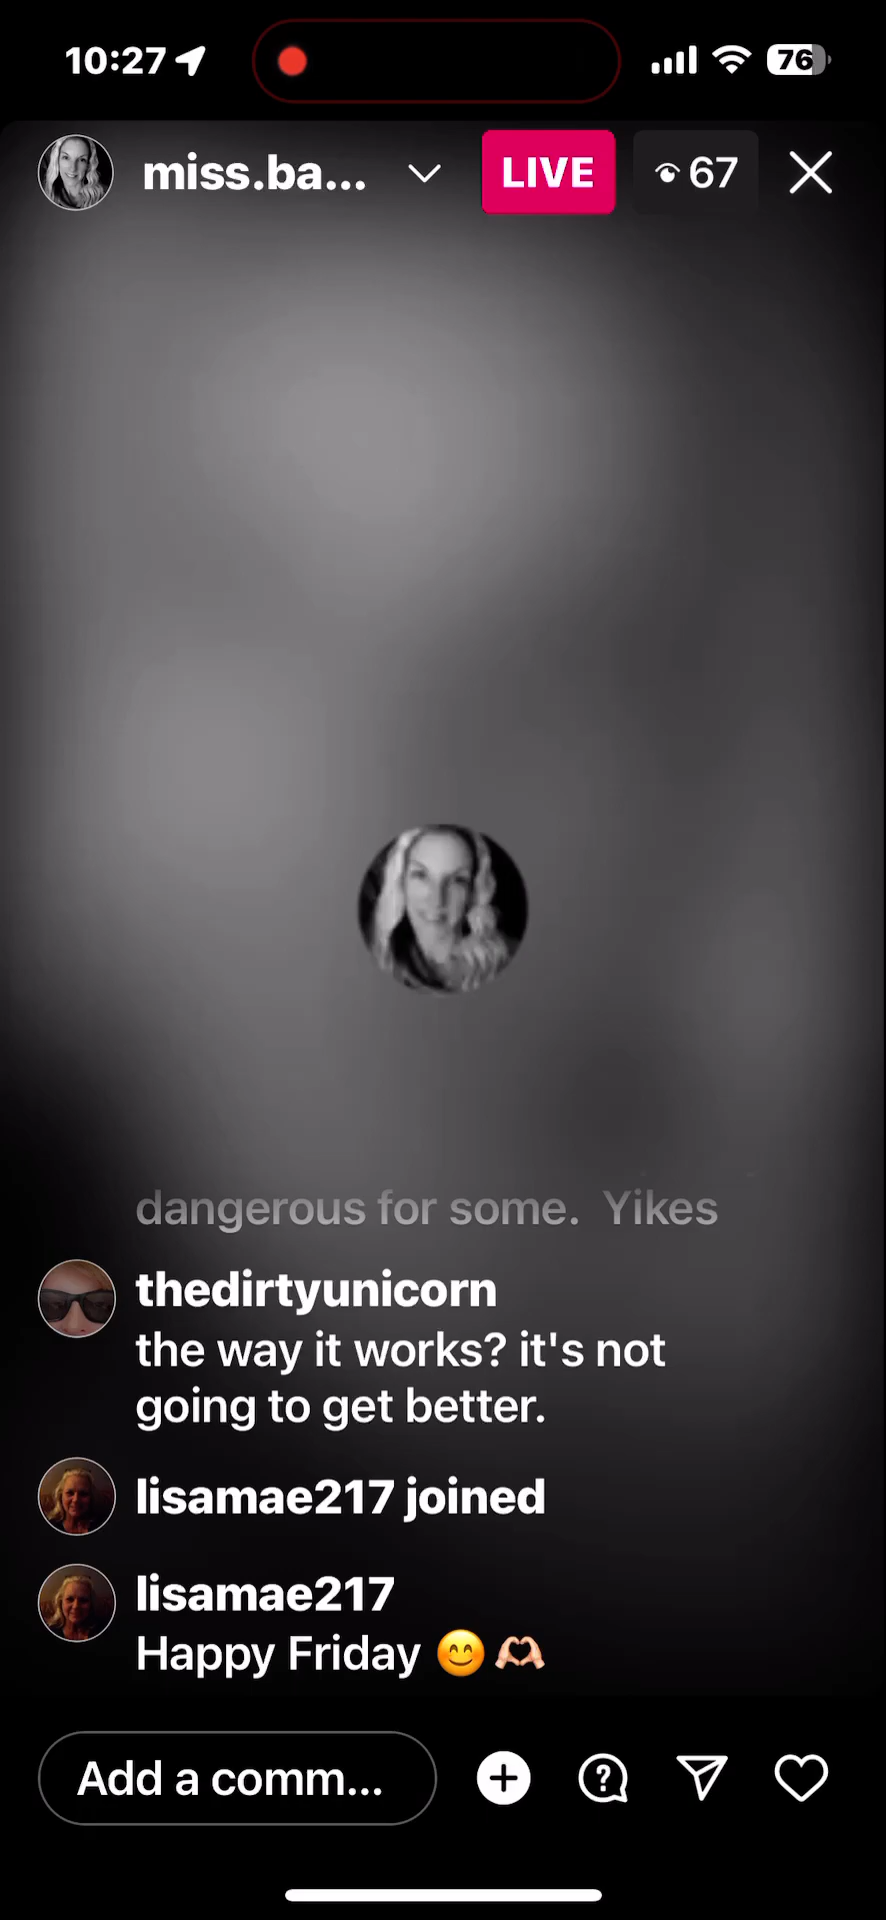 10:27
76
miss.ba...
LIVE
67
dangerous for some. Yikes
thedirtyunicorn
the way it works? it's not
going to get better.
lisamae217 joined
lisamae217
Happy Friday 😊🫶🏻
Add a comm...